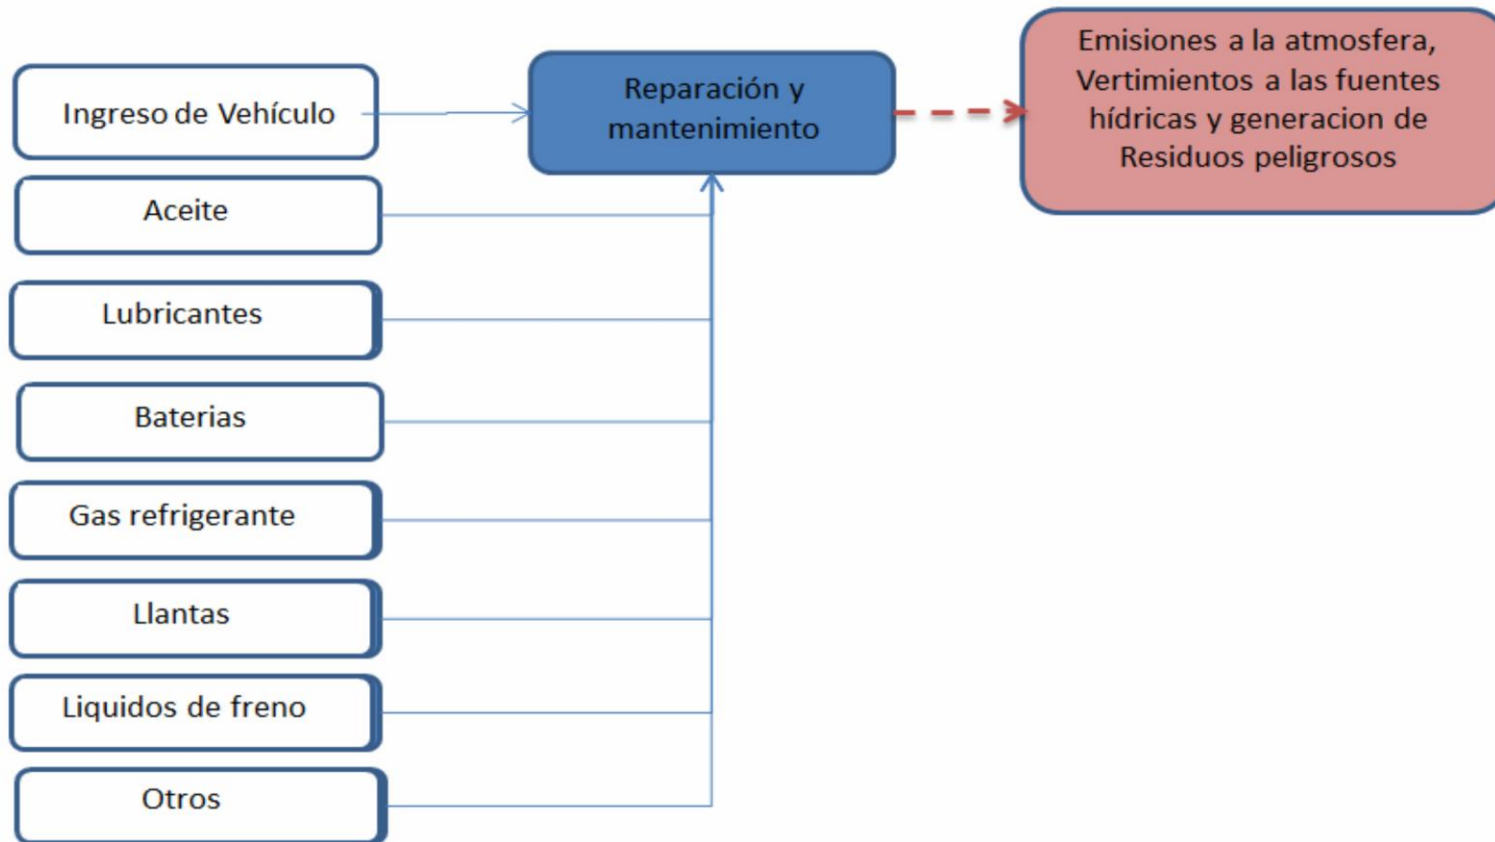 Ingreso de Vehículo
Reparación y
mantenimiento
Emisiones a la atmosfera,
Vertimientos a las fuentes
hídricas y generacion de
Residuos peligrosos
Aceite
Lubricantes
Baterias
Gas refrigerante
Llantas
Liquidos de freno
Otros